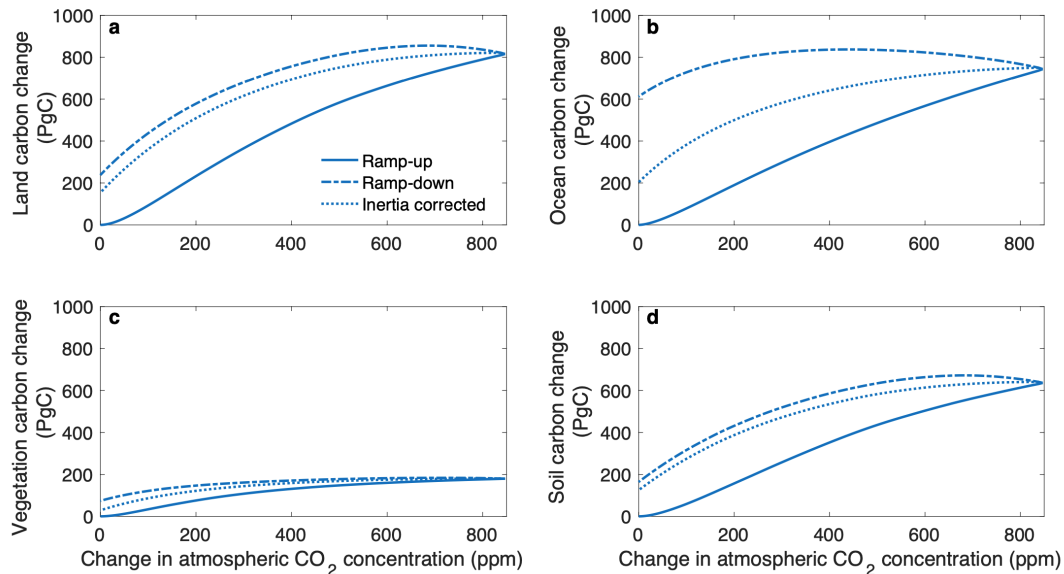 a
Land carbon change
(PgC)
1000
800
600
400
200
0
0 200 400 600 800
Ramp-up
Ramp-down
Inertia corrected
b
Ocean carbon change
(PgC)
1000
800
600
400
200
0
0 200 400 600 800
c
Vegetation carbon change
(PgC)
1000
800
600
400
200
0
0 200 400 600 800
Change in atmospheric CO2 concentration (ppm)
d
Soil carbon change
(PgC)
1000
800
600
400
200
0
0 200 400 600 800
Change in atmospheric CO2 concentration (ppm)